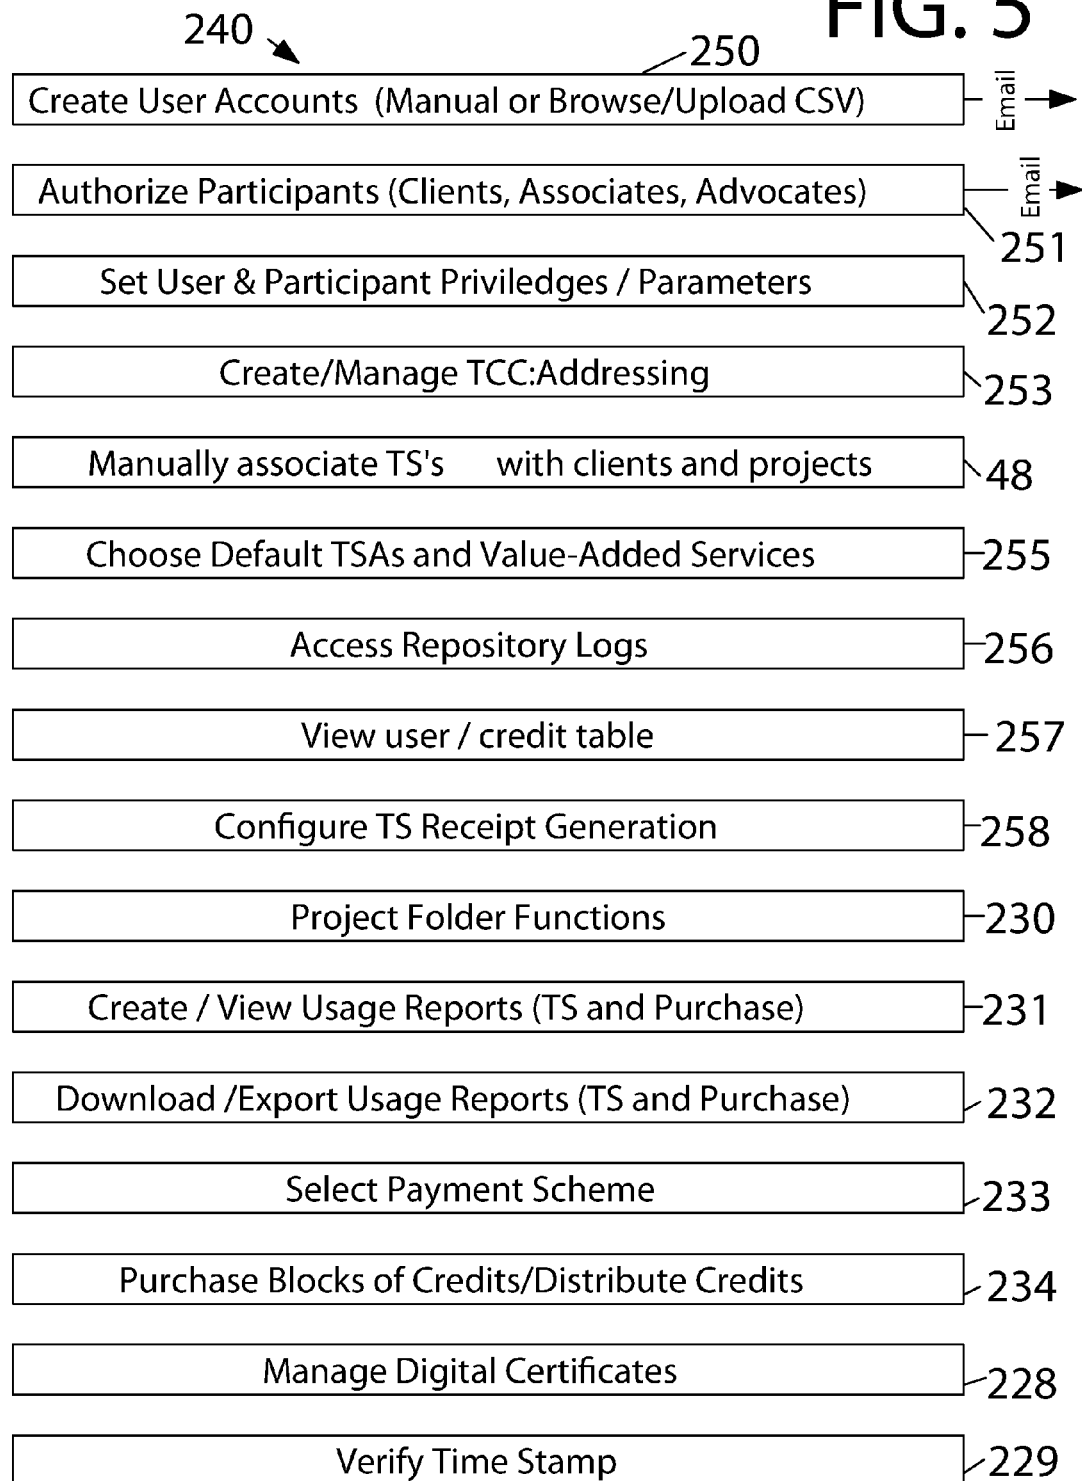 FIG. 5
240
250
Create User Accounts (Manual or Browse/Upload CSV)
Email
Authorize Participants (Clients, Associates, Advocates)
Email
251
Set User & Participant Priviledges / Parameters
252
Create/Manage TCC:Addressing
253
Manually associate TS's with clients and projects
48
Choose Default TSAs and Value-Added Services
255
Access Repository Logs
256
View user / credit table
257
Configure TS Receipt Generation
258
Project Folder Functions
230
Create / View Usage Reports (TS and Purchase)
231
Download /Export Usage Reports (TS and Purchase)
232
Select Payment Scheme
233
Purchase Blocks of Credits/Distribute Credits
234
Manage Digital Certificates
228
Verify Time Stamp
229